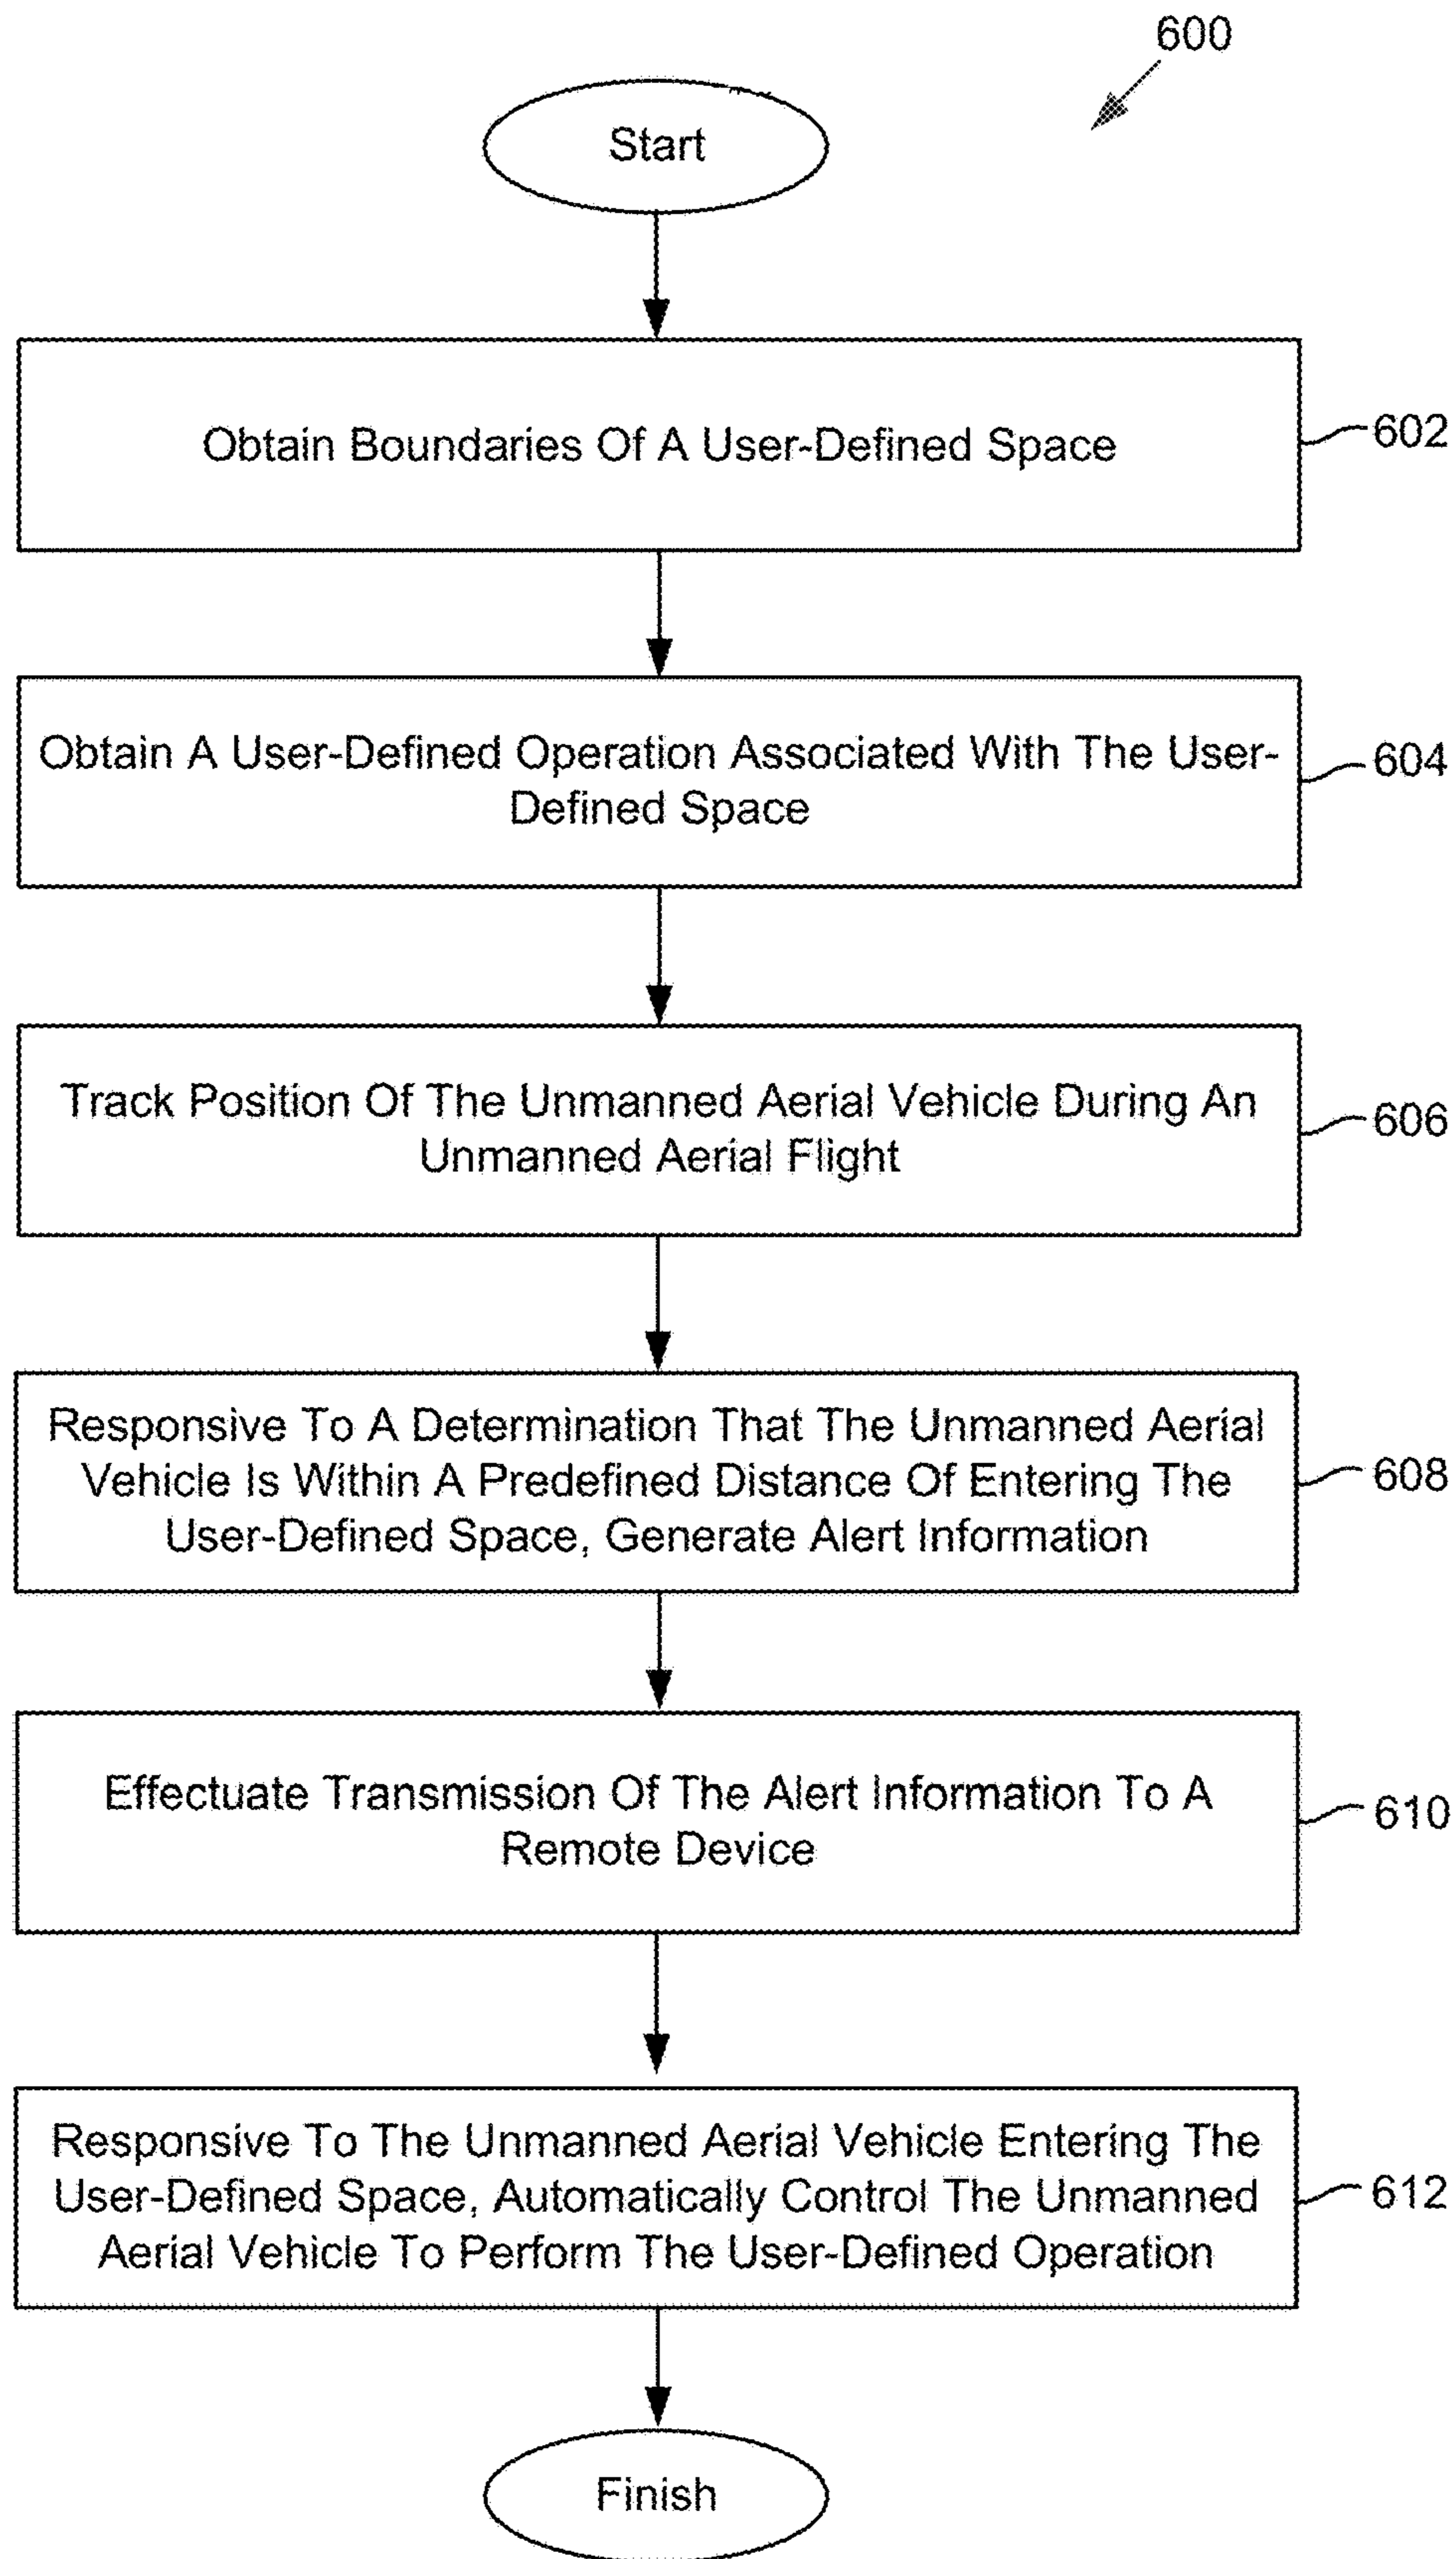 600
Start
Obtain Boundaries Of A User-Defined Space
602
Obtain A User-Defined Operation Associated With The User-
Defined Space
604
Track Position Of The Unmanned Aerial Vehicle During An
Unmanned Aerial Flight
606
Responsive To A Determination That The Unmanned Aerial
Vehicle Is Within A Predefined Distance Of Entering The
User-Defined Space, Generate Alert Information
608
Effectuate Transmission Of The Alert Information To A
Remote Device
610
Responsive To The Unmanned Aerial Vehicle Entering The
User-Defined Space, Automatically Control The Unmanned
Aerial Vehicle To Perform The User-Defined Operation
612
Finish